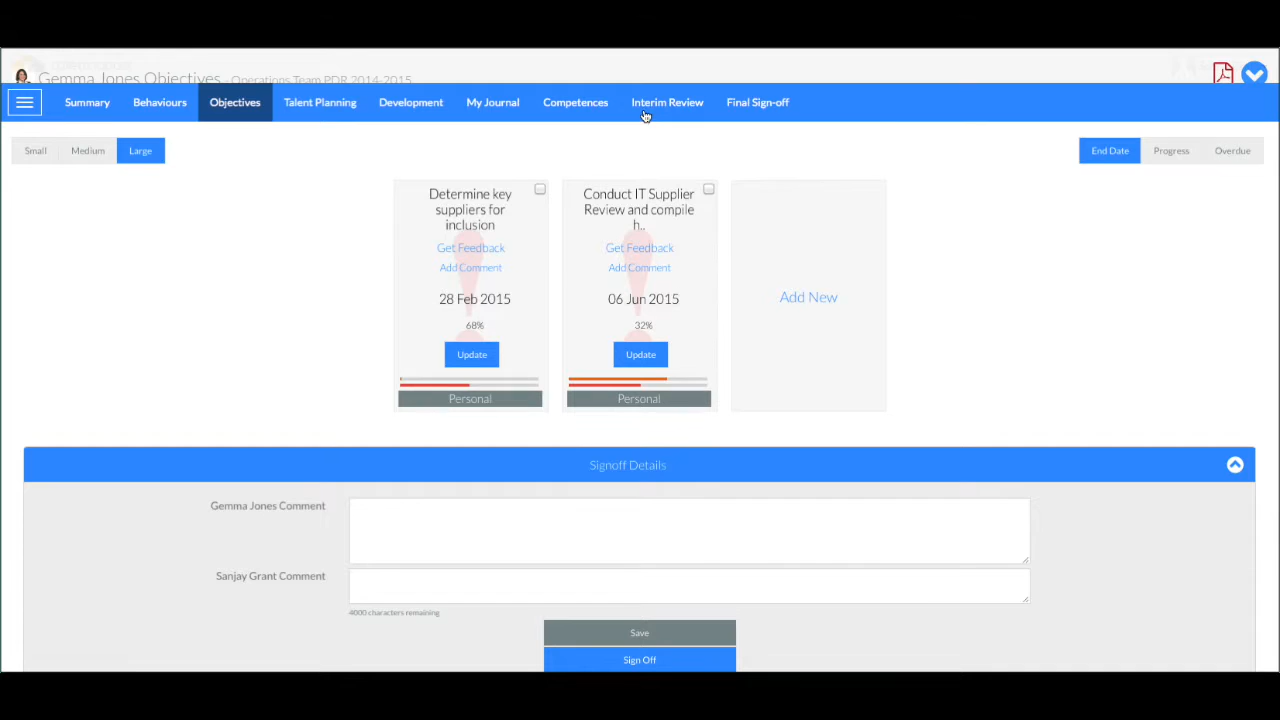 Gemma Jones Objectives - Operations Team PDR 2014-2015
Summary Behaviours Objectives Talent Planning Development My Journal Competences Interim Review Final Sign-off
Small Medium Large End Date Progress Overdue
Determine key
suppliers for
inclusion
Get Feedback
Add Comment
28 Feb 2015
68%
Update
Personal
Conduct IT Supplier
Review and compile
h..
Get Feedback
Add Comment
06 Jun 2015
32%
Update
Personal
Add New
Signoff Details
Gemma Jones Comment
Sanjay Grant Comment
4000 characters remaining
Save
Sign Off